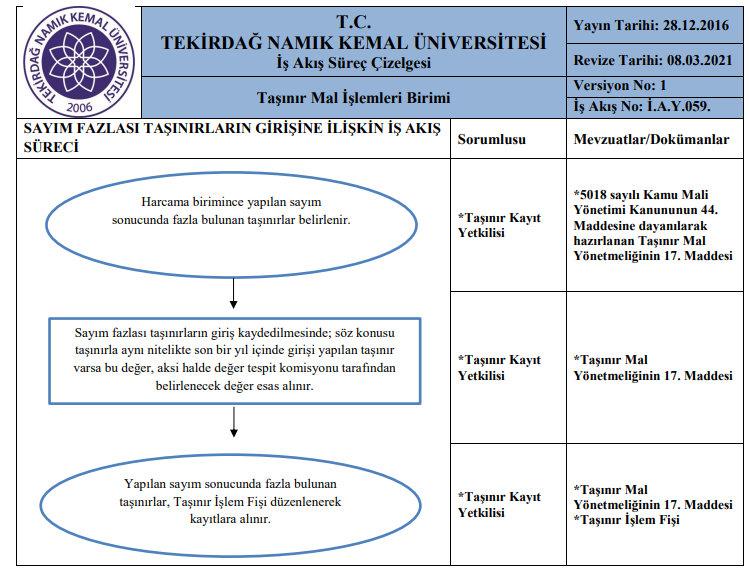 TEKİRDAĞ NAMIK KEMAL ÜNİVERSİTESİ
2006
T.C.
TEKİRDAĞ NAMIK KEMAL ÜNİVERSİTESİ
İş Akış Süreç Çizelgesi
Taşınır Mal İşlemleri Birimi
Yayın Tarihi: 28.12.2016
Revize Tarihi: 08.03.2021
Versiyon No: 1
İş Akış No: İ.A.Y.059.
SAYIM FAZLASI TAŞINIRLARIN GİRİŞİNE İLİŞKİN İŞ AKIŞ
SÜRECİ
Sorumlusu
Mevzuatlar/Dokümanlar
Harcama birimince yapılan sayım
sonucunda fazla bulunan taşınırlar belirlenir.
*Taşınır Kayıt
Yetkilisi
*5018 sayılı Kamu Mali
Yönetimi Kanununun 44.
Maddesine dayanılarak
hazırlanan Taşınır Mal
Yönetmeliğinin 17. Maddesi
Sayım fazlası taşınırların giriş kaydedilmesinde; söz konusu
taşınırla aynı nitelikte son bir yıl içinde girişi yapılan taşınır
varsa bu değer, aksi halde değer tespit komisyonu tarafından
belirlenecek değer esas alınır.
*Taşınır Kayıt
Yetkilisi
*Taşınır Mal
Yönetmeliğinin 17. Maddesi
Yapılan sayım sonucunda fazla bulunan
taşınırlar, Taşınır İşlem Fişi düzenlenerek
kayıtlara alınır.
*Taşınır Kayıt
Yetkilisi
*Taşınır Mal
Yönetmeliğinin 17. Maddesi
*Taşınır İşlem Fişi